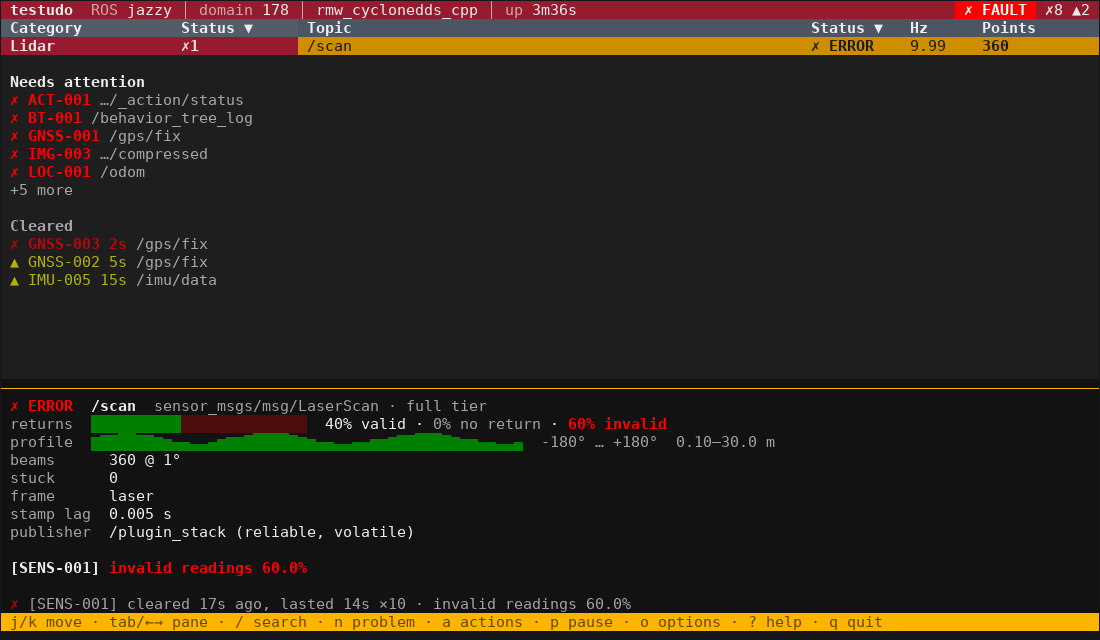 testudo ROS jazzy │ domain 178 │ rmw_cyclonedds_cpp │ up 3m36s ✗ FAULT ✗8 ▲2
Category Status ▼ Topic Status ▼ Hz Points
Lidar ✗1 /scan ✗ ERROR 9.99 360
Needs attention
✗ ACT-001 …/_action/status
✗ BT-001 /behavior_tree_log
✗ GNSS-001 /gps/fix
✗ IMG-003 …/compressed
✗ LOC-001 /odom
+5 more
Cleared
✗ GNSS-003 2s /gps/fix
▲ GNSS-002 5s /gps/fix
▲ IMU-005 15s /imu/data
✗ ERROR /scan sensor_msgs/msg/LaserScan · full tier
returns 40% valid · 0% no return · 60% invalid
profile -180° … +180° 0.10–30.0 m
beams 360 @ 1°
stuck 0
frame laser
stamp lag 0.005 s
publisher /plugin_stack (reliable, volatile)
[SENS-001] invalid readings 60.0%
✗ [SENS-001] cleared 17s ago, lasted 14s ×10 · invalid readings 60.0%
j/k move · tab/←→ pane · / search · n problem · a actions · p pause · o options · ? help · q quit